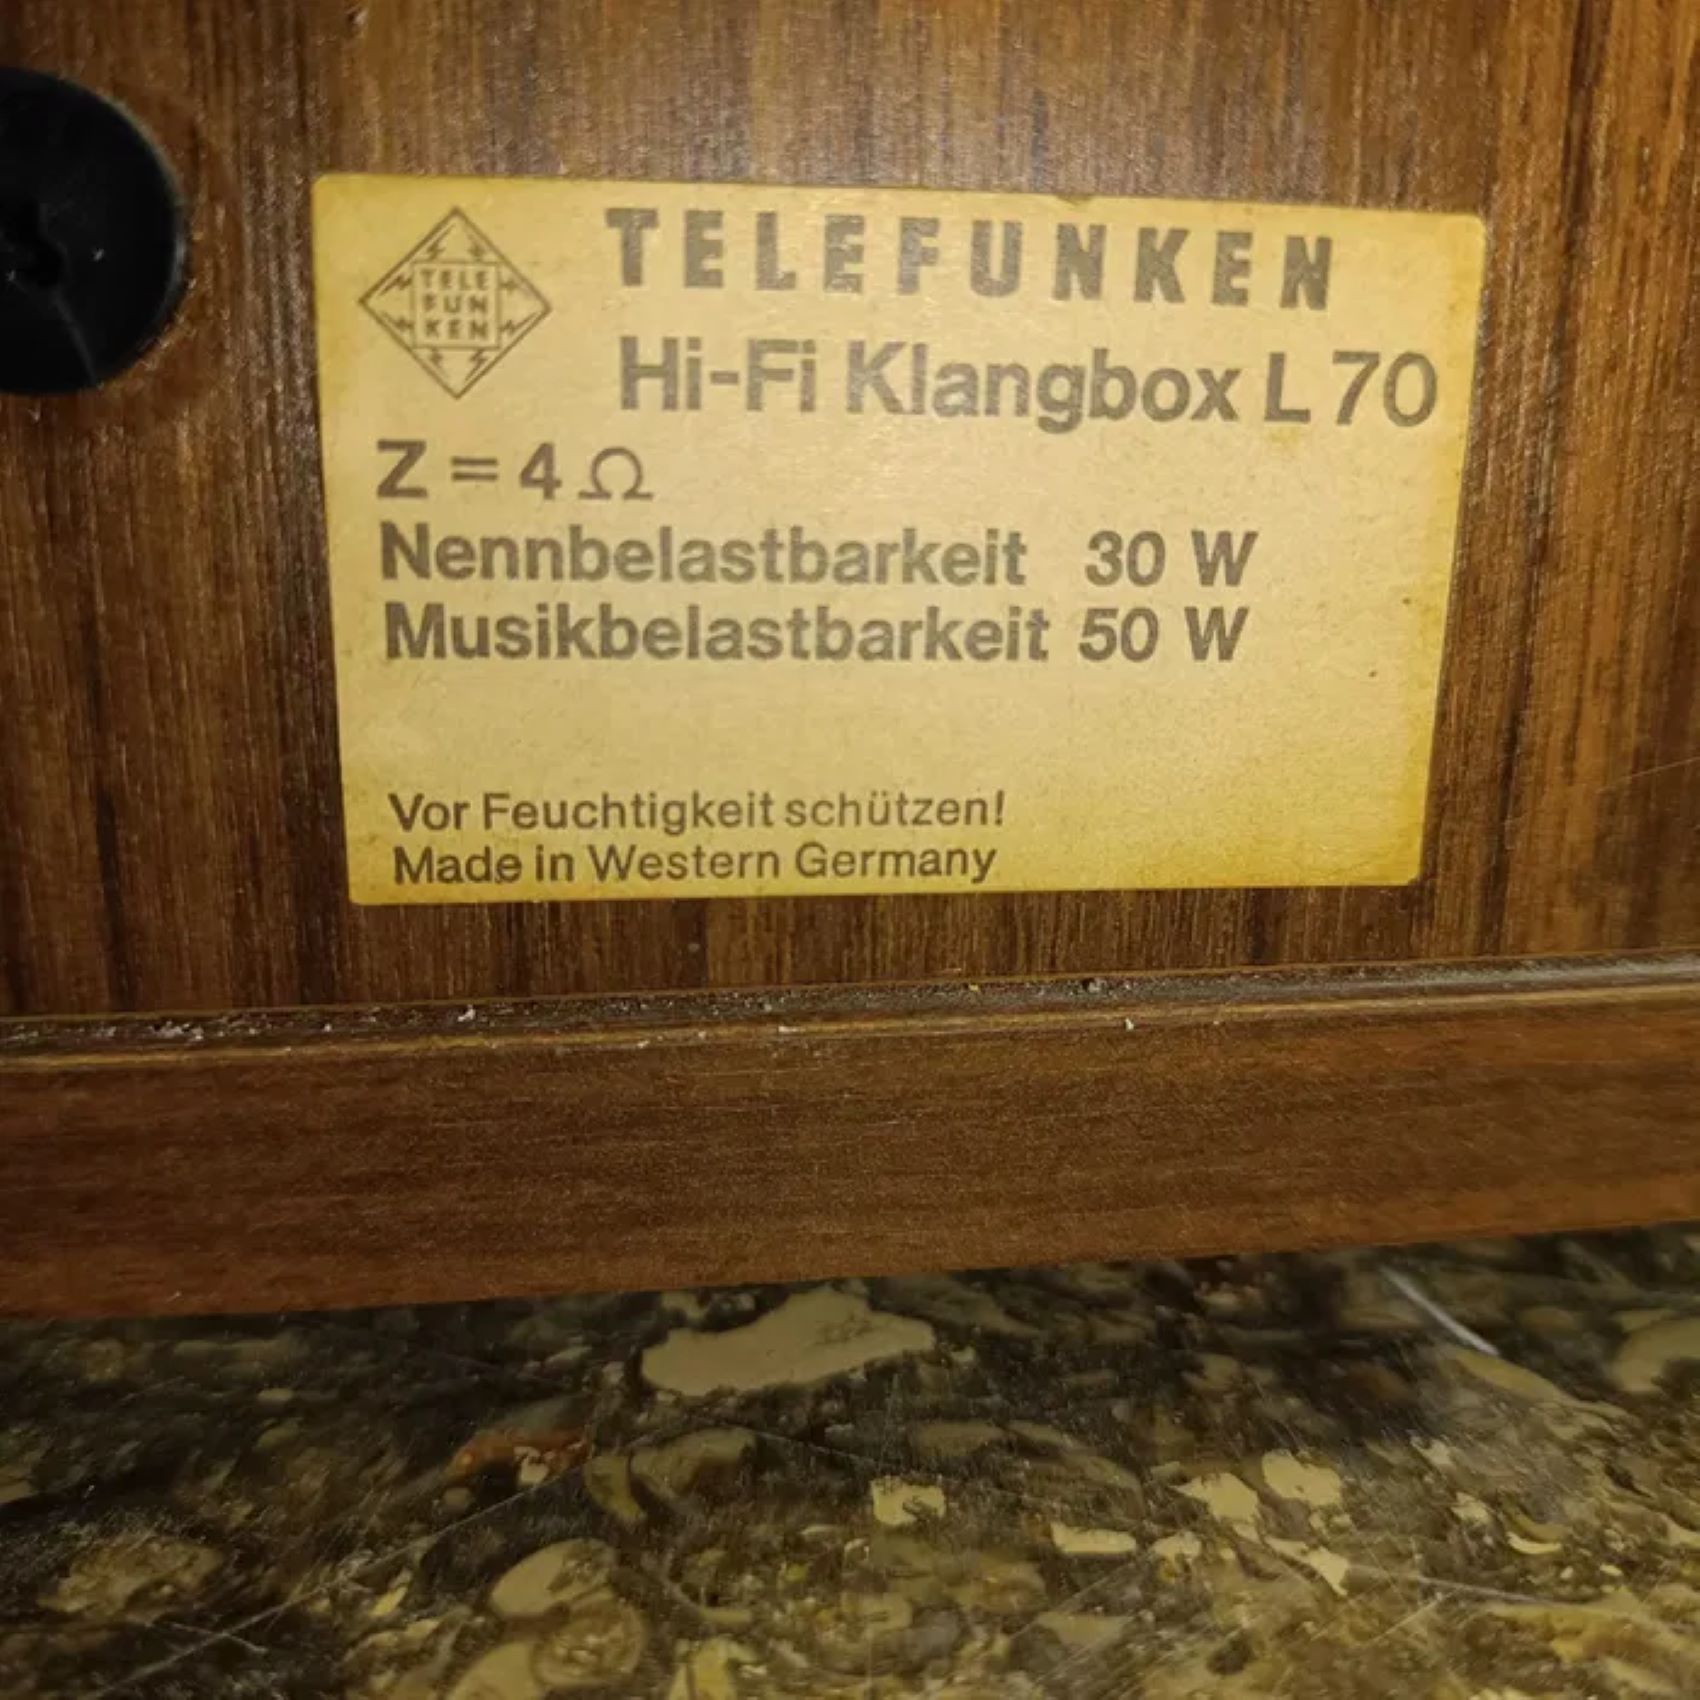 TELE
FUN
KEN
TELEFUNKEN
Hi-Fi Klangbox L 70
Z = 4 Ω
Nennbelastbarkeit 30 W
Musikbelastbarkeit 50 W
Vor Feuchtigkeit schützen!
Made in Western Germany